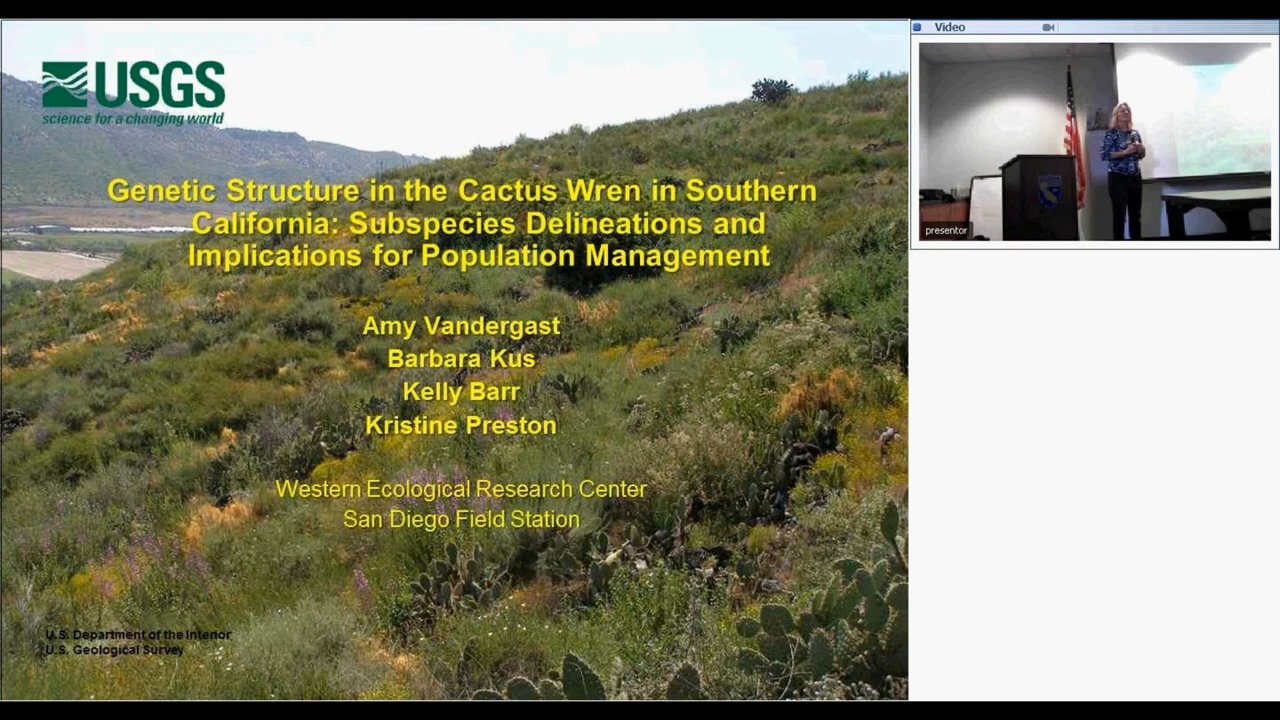 USGS
science for a changing world
Genetic Structure in the Cactus Wren in Southern
California: Subspecies Delineations and
Implications for Population Management
Amy Vandergast
Barbara Kus
Kelly Barr
Kristine Preston
Western Ecological Research Center
San Diego Field Station
U.S. Department of the Interior
U.S. Geological Survey
Video
presentor